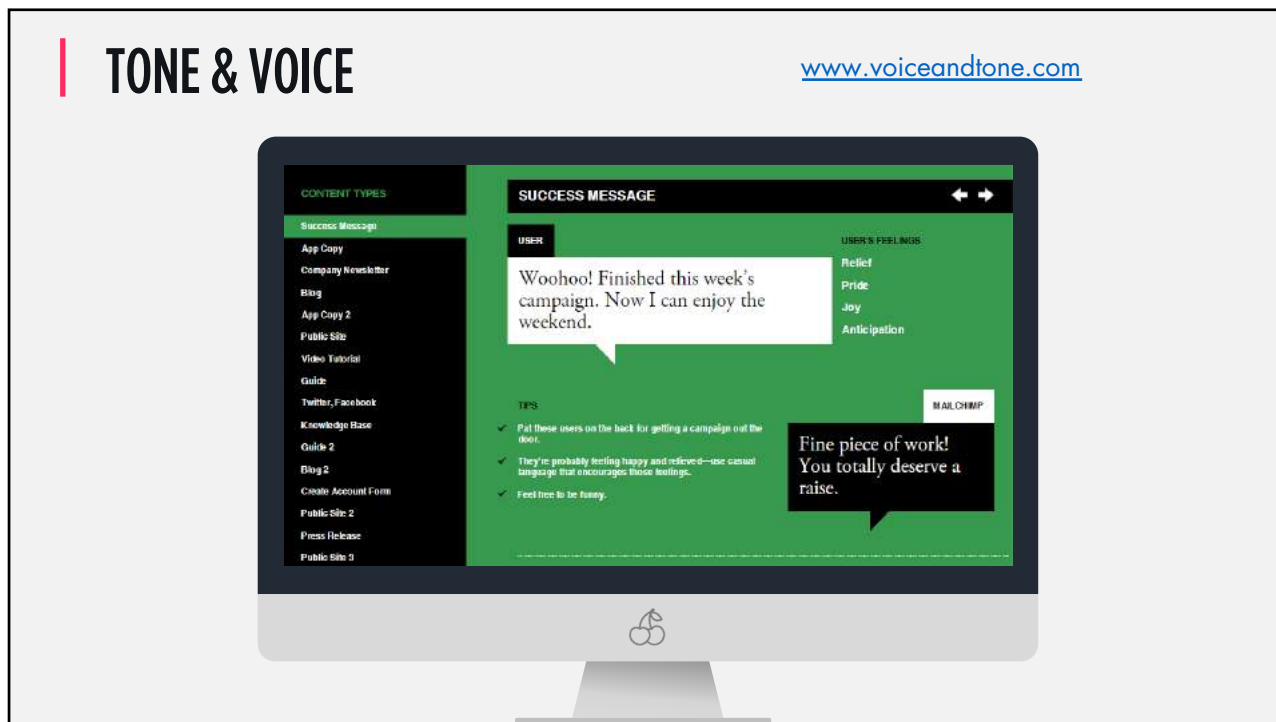 TONE & VOICE
www.voiceandtone.com
CONTENT TYPES
Success Message
App Copy
Company Newsletter
Blog
App Copy 2
Public Site
Video Tutorial
Guide
Twitter, Facebook
Knowledge Base
Guide 2
Blog 2
Create Account Form
Public Site 2
Press Release
Public Site 3
SUCCESS MESSAGE
USER
Woohoo! Finished this week's
campaign. Now I can enjoy the
weekend.
USER'S FEELINGS
Relief
Pride
Joy
Anticipation
TIPS
Pat these users on the back for getting a campaign out the
door.
They're probably feeling happy and relieved—use casual
language that encourages those feelings.
Feel free to be funny.
MAILCHIMP
Fine piece of work!
You totally deserve a
raise.